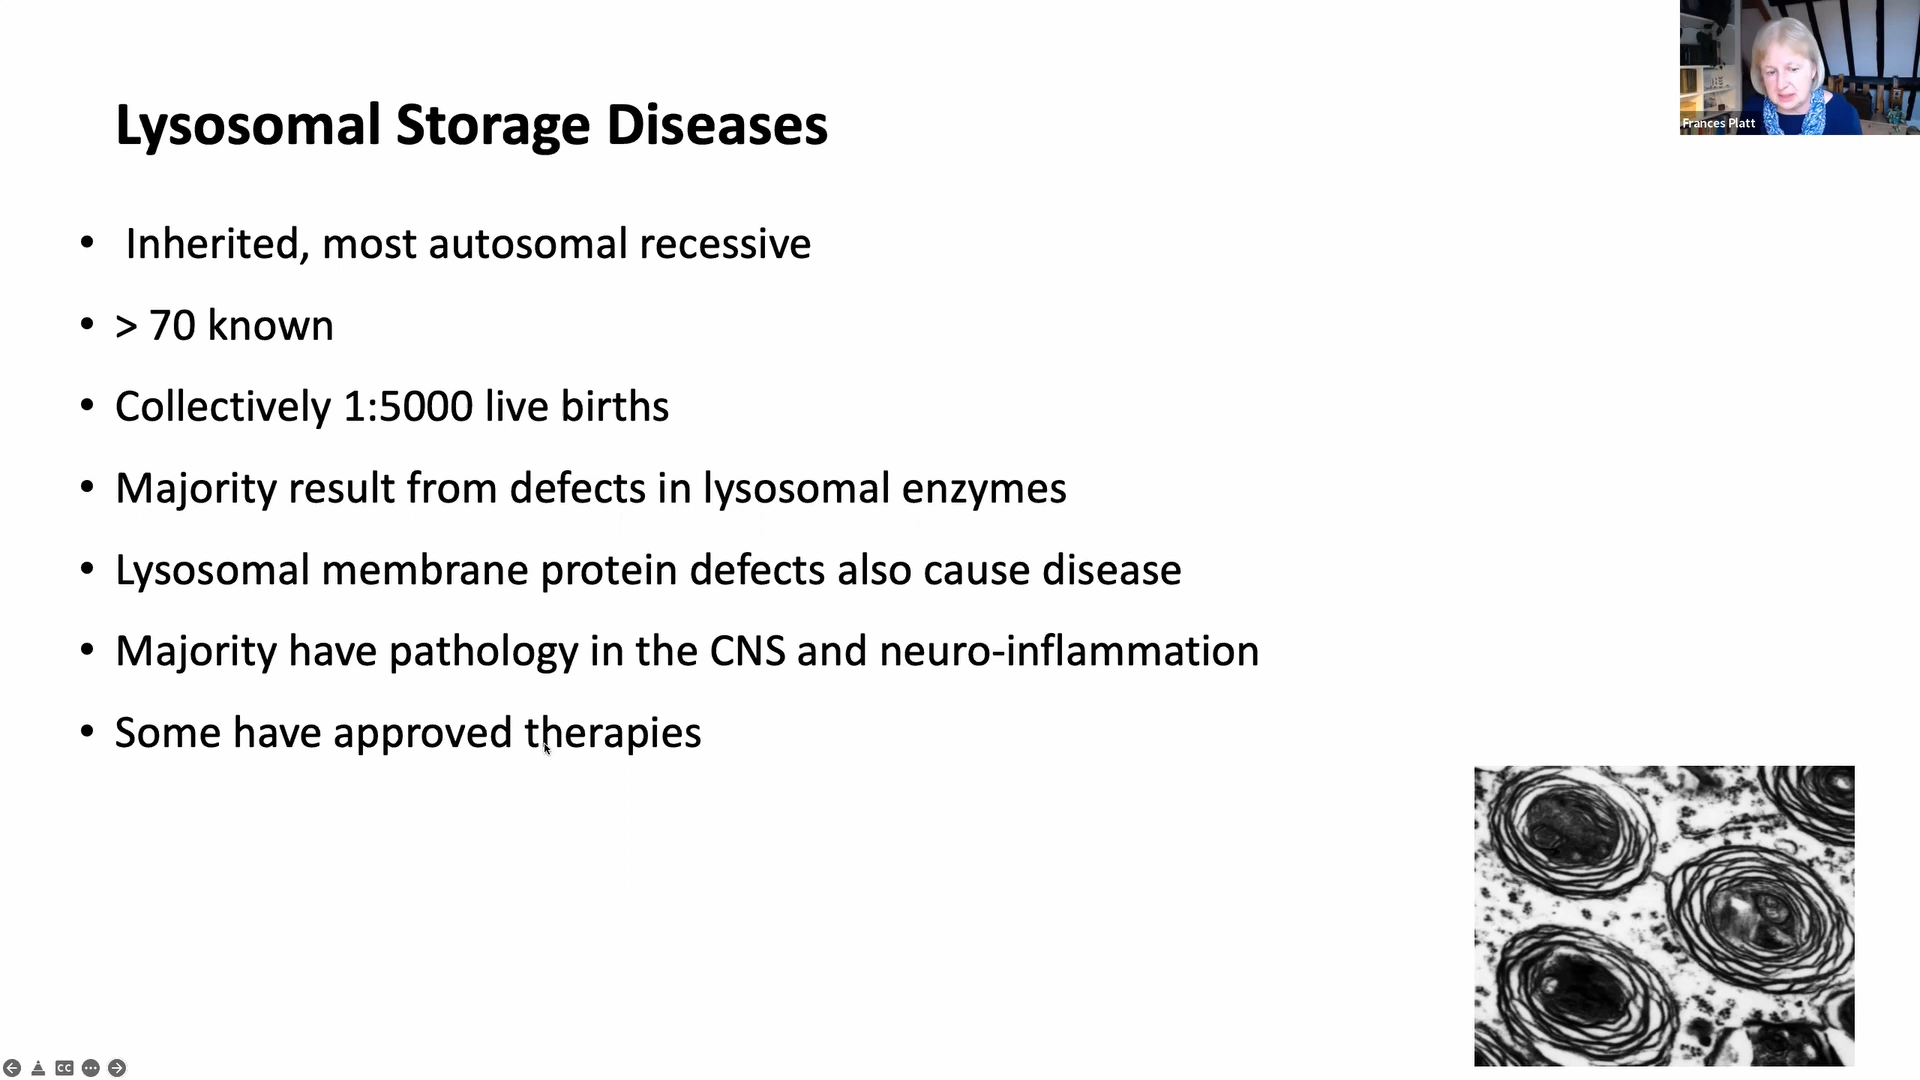 Frances Platt
Lysosomal Storage Diseases
• Inherited, most autosomal recessive
• > 70 known
• Collectively 1:5000 live births
• Majority result from defects in lysosomal enzymes
• Lysosomal membrane protein defects also cause disease
• Majority have pathology in the CNS and neuro-inflammation
• Some have approved therapies
CC